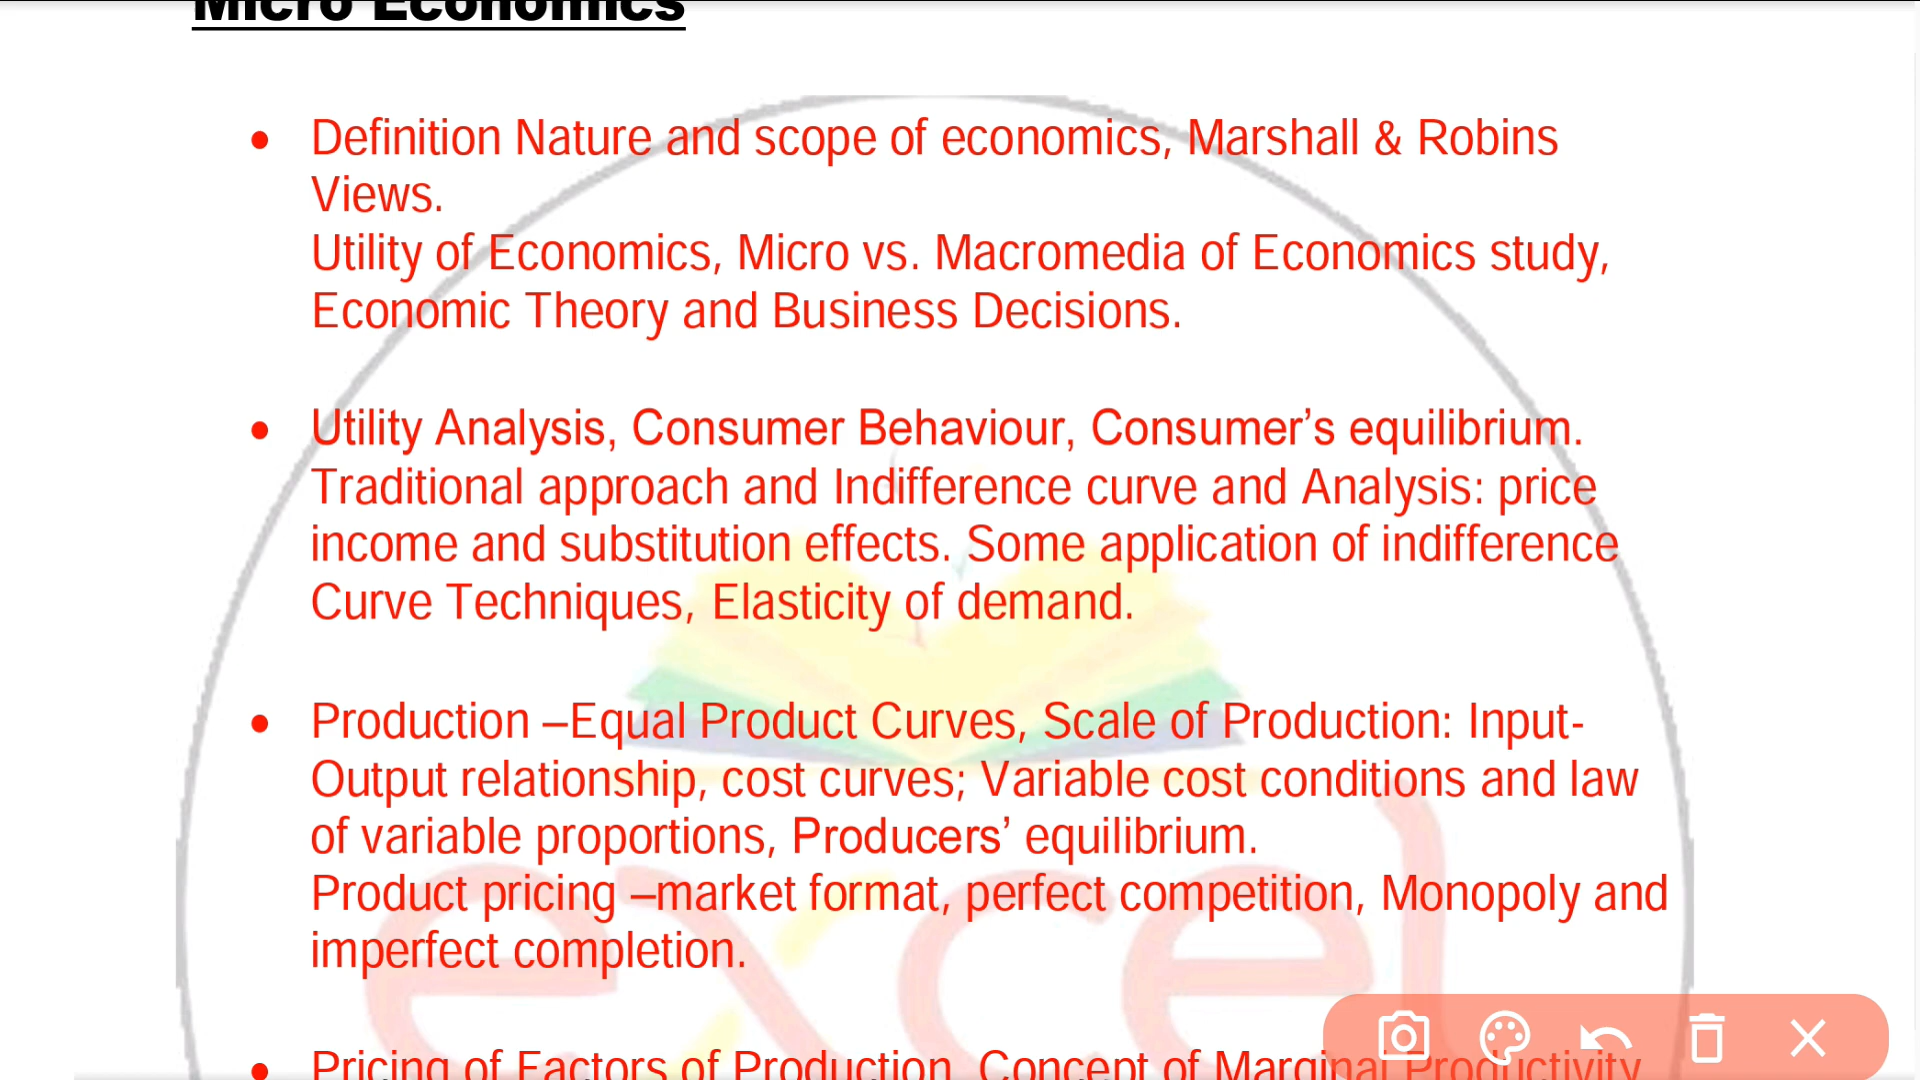 Micro Economics
• Definition Nature and scope of economics, Marshall & Robins
Views.
Utility of Economics, Micro vs. Macromedia of Economics study,
Economic Theory and Business Decisions.
• Utility Analysis, Consumer Behaviour, Consumer’s equilibrium.
Traditional approach and Indifference curve and Analysis: price
income and substitution effects. Some application of indifference
Curve Techniques, Elasticity of demand.
• Production –Equal Product Curves, Scale of Production: Input-
Output relationship, cost curves; Variable cost conditions and law
of variable proportions, Producers’ equilibrium.
Product pricing –market format, perfect competition, Monopoly and
imperfect completion.
excel
• Pricing of Factors of Production, Concept of Marginal Productivity